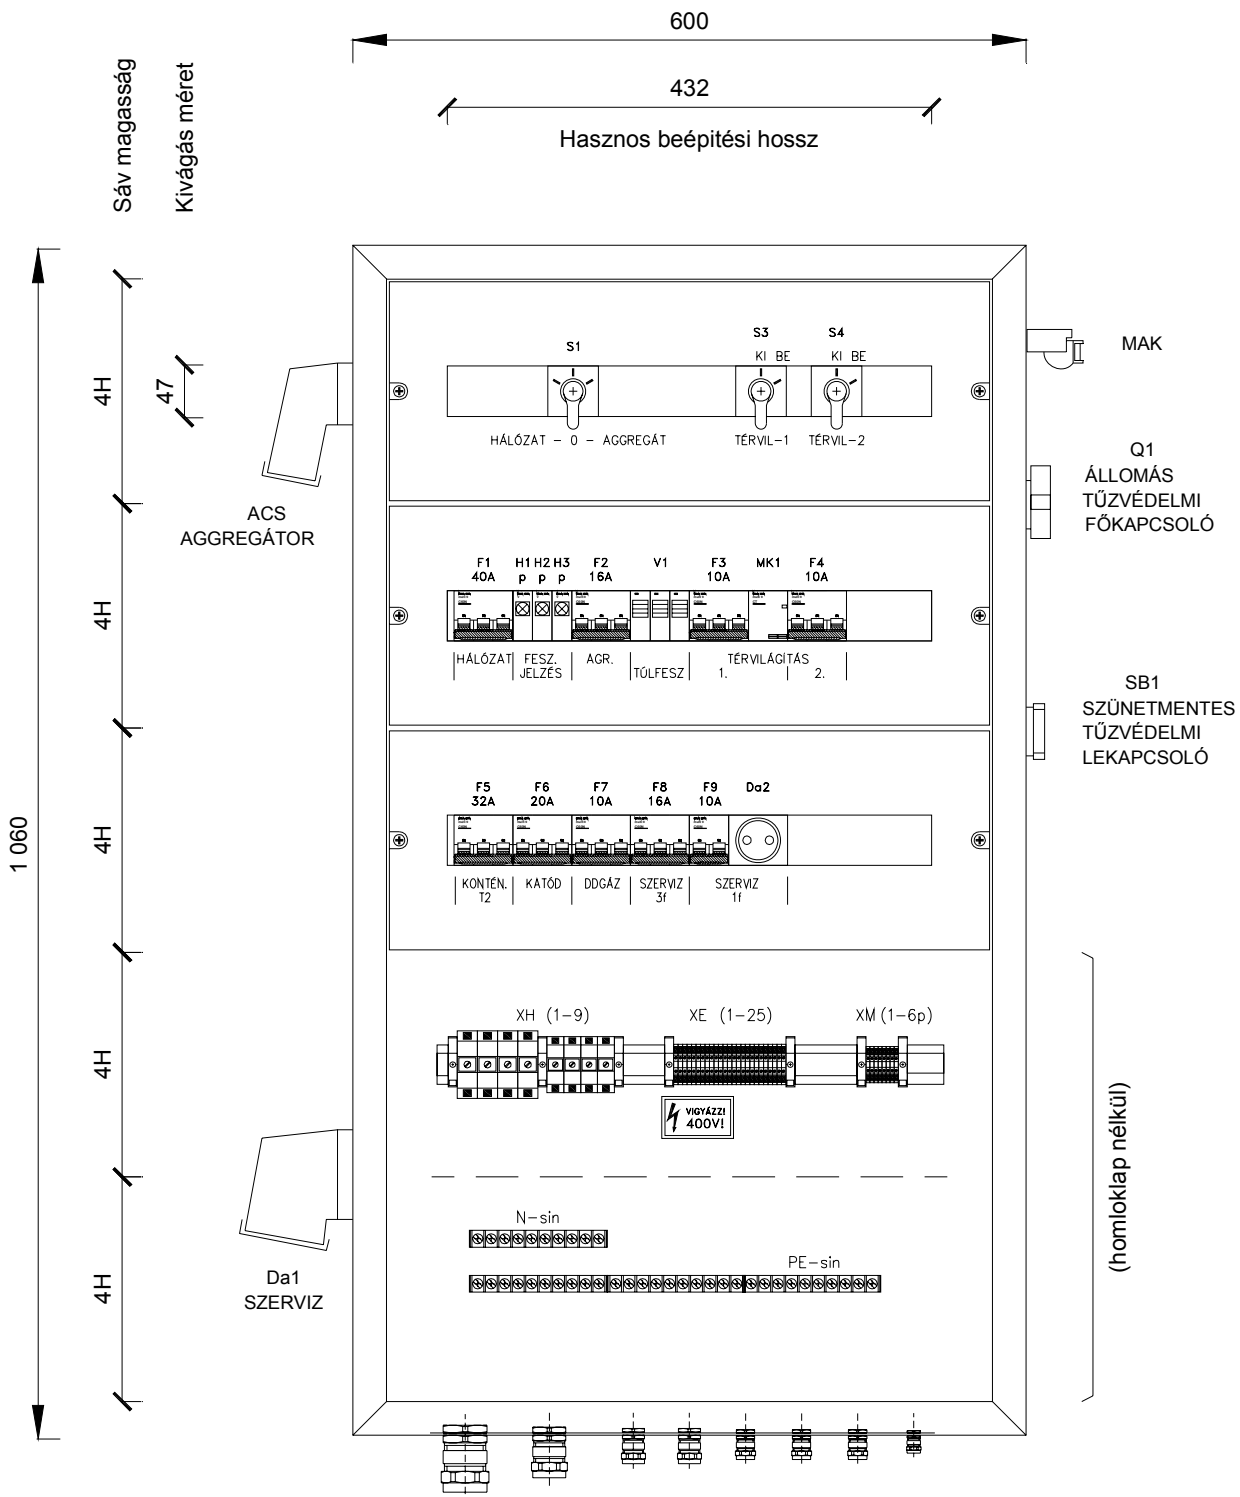 600
432
Hasznos beépitési hossz
Sáv magasság
Kivágás méret
1 060
4H
47
4H
4H
4H
4H
S1
S3
S4
KI BE
KI BE
HÁLÓZAT – 0 – AGGREGÁT
TÉRVIL–1
TÉRVIL–2
MAK
ACS
AGGREGÁTOR
Q1
ÁLLOMÁS
TŰZVÉDELMI
FŐKAPCSOLÓ
F1
40A
H1
p
H2
p
H3
p
F2
16A
V1
F3
10A
MK1
F4
10A
HÁLÓZAT
FESZ.
JELZÉS
AGR.
TÚLFESZ
TÉRVILÁGÍTÁS
1.
2.
SB1
SZÜNETMENTES
TŰZVÉDELMI
LEKAPCSOLÓ
F5
32A
F6
20A
F7
10A
F8
16A
F9
10A
Da2
KONTÉN.
T2
KATÓD
DDGÁZ
SZERVIZ
3f
SZERVIZ
1f
XH (1–9)
XE (1–25)
XM (1–6p)
VIGYÁZZ!
400V!
(homloklap nélkül)
N–sin
PE–sin
Da1
SZERVIZ